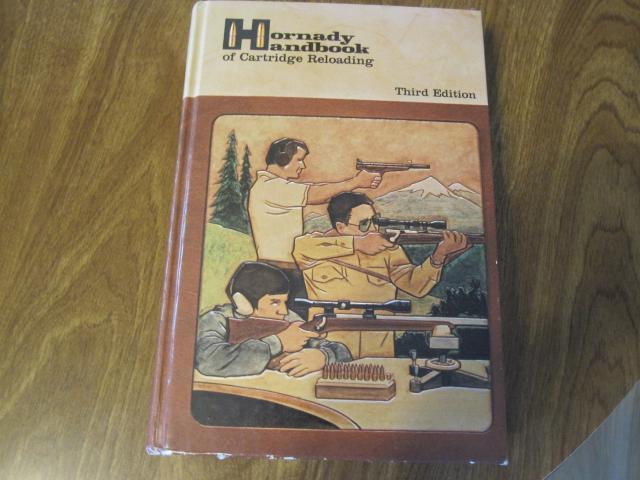 Hornady
Handbook
of Cartridge Reloading
Third Edition